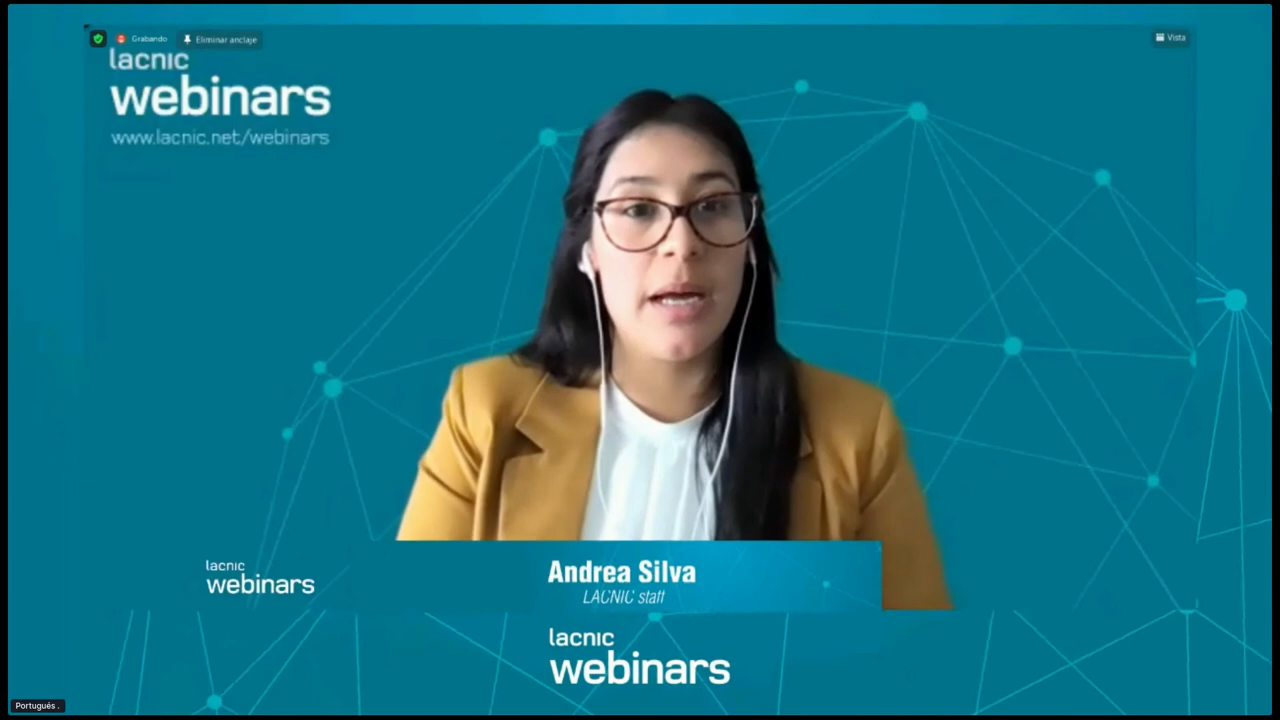 Grabando
Eliminar anclaje
Vista
lacnic
webinars
www.lacnic.net/webinars
lacnic
webinars
Andrea Silva
LACNIC staff
lacnic
webinars
Portugués .